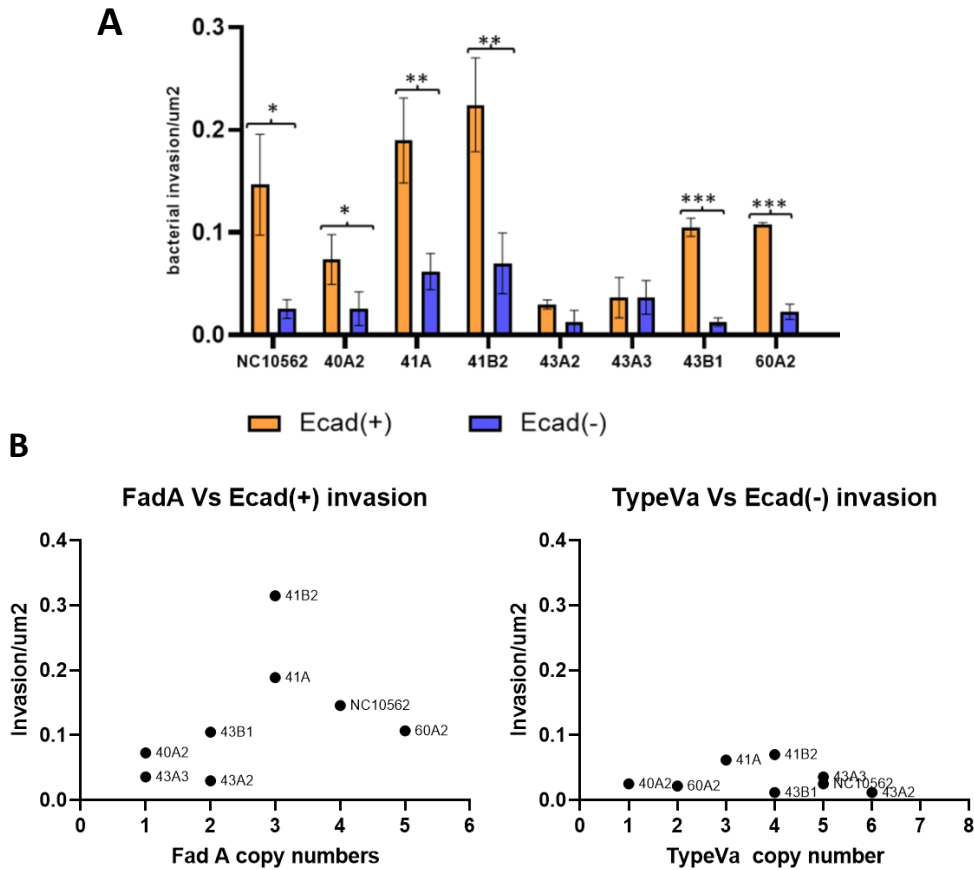 A
bacterial invasion/um2
0.3
0.2
0.1
0.0
* * ** ** *** ***
NC10562 40A2 41A 41B2 43A2 43A3 43B1 60A2
Ecad(+) Ecad(-)
B
FadA Vs Ecad(+) invasion
Invasion/um2
0.4
0.3
0.2
0.1
0.0
41B2
41A
NC10562
43B1
60A2
40A2
43A3
43A2
0 1 2 3 4 5 6
Fad A copy numbers
TypeVa Vs Ecad(-) invasion
Invasion/um2
0.4
0.3
0.2
0.1
0.0
41B2
41A
43A3
40A2
60A2
NC10562
43B1
43A2
0 1 2 3 4 5 6 7 8
TypeVa copy number